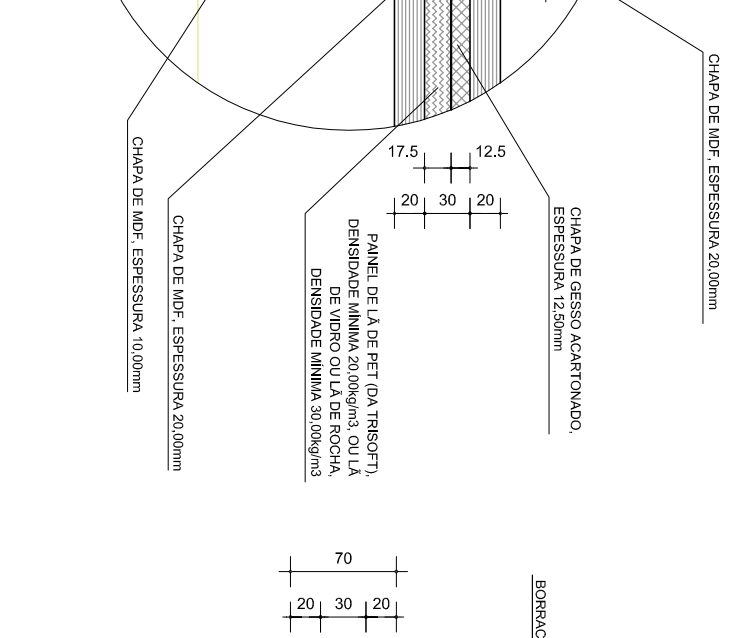 17.5
12.5
20
30
20
CHAPA DE MDF, ESPESSURA 10,00mm
CHAPA DE MDF, ESPESSURA 20,00mm
PAINEL DE LÃ DE PET (DA TRISOFT),
DENSIDADE MÍNIMA 20,00kg/m3, OU LÃ
DE VIDRO OU LÃ DE ROCHA,
DENSIDADE MÍNIMA 30,00kg/m3
CHAPA DE GESSO ACARTONADO,
ESPESSURA 12,50mm
CHAPA DE MDF, ESPESSURA 20,00mm
70
20
30
20
BORRAC